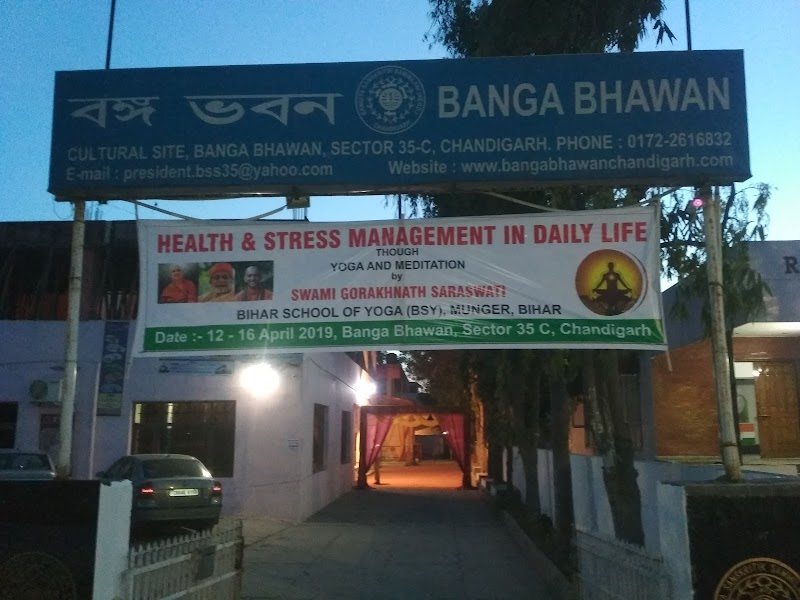 বঙ্গ ভবন BANGA BHAWAN
CULTURAL SITE, BANGA BHAWAN, SECTOR 35-C, CHANDIGARH. PHONE : 0172-2616832
E-mail : president.bss35@yahoo.com Website : www.bangabhawanchandigarh.com
HEALTH & STRESS MANAGEMENT IN DAILY LIFE
THOUGH
YOGA AND MEDITATION
by
SWAMI GORAKHNATH SARASWATI
BIHAR SCHOOL OF YOGA (BSY), MUNGER, BIHAR
Date :- 12 - 16 April 2019, Banga Bhawan, Sector 35 C, Chandigarh